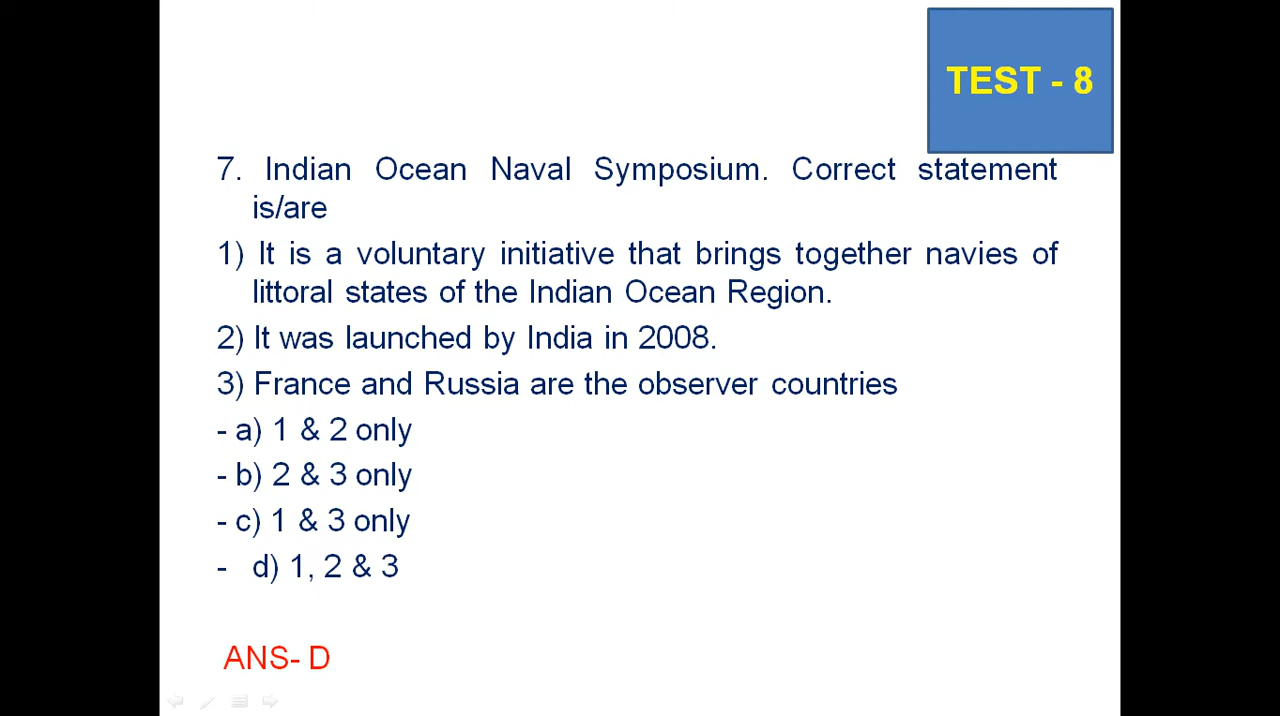 TEST - 8
7. Indian Ocean Naval Symposium. Correct statement
is/are
1) It is a voluntary initiative that brings together navies of
littoral states of the Indian Ocean Region.
2) It was launched by India in 2008.
3) France and Russia are the observer countries
- a) 1 & 2 only
- b) 2 & 3 only
- c) 1 & 3 only
- d) 1, 2 & 3
ANS- D